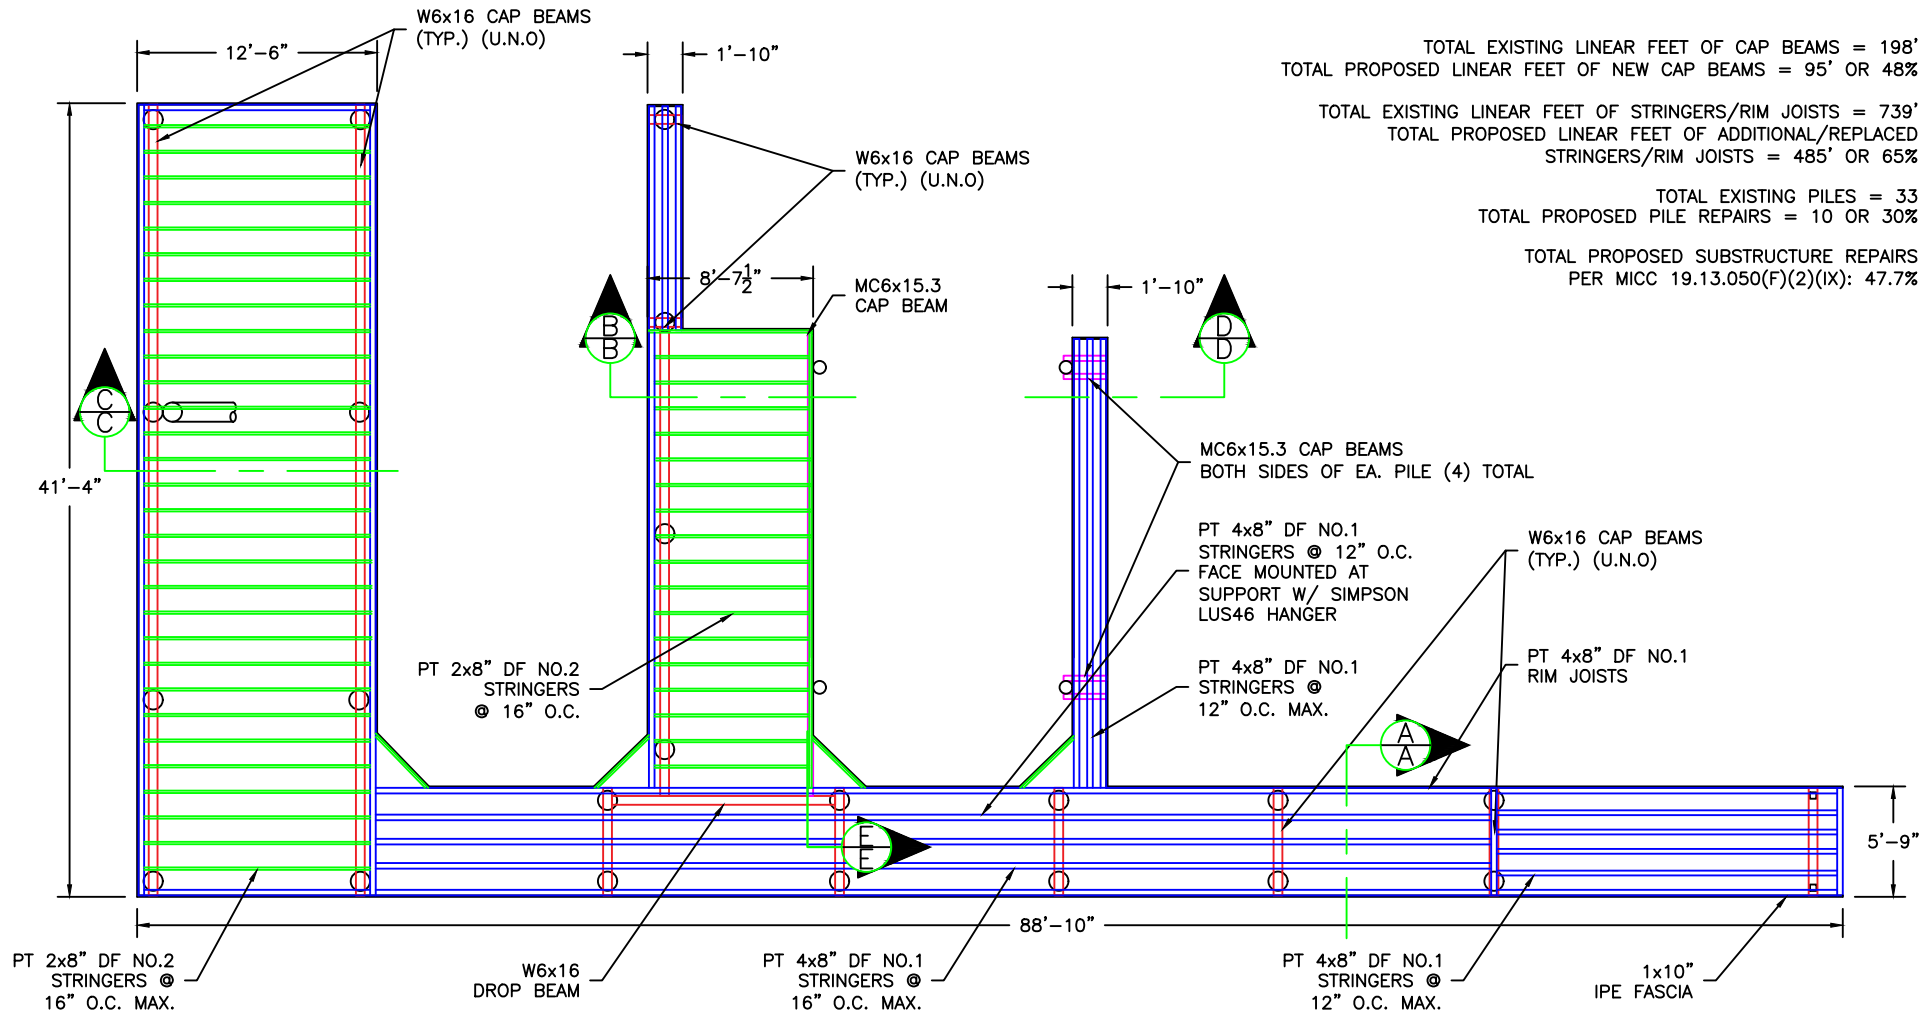 W6x16 CAP BEAMS
(TYP.) (U.N.O)
12'-6"
1'-10"
TOTAL EXISTING LINEAR FEET OF CAP BEAMS = 198'
TOTAL PROPOSED LINEAR FEET OF NEW CAP BEAMS = 95' OR 48%
TOTAL EXISTING LINEAR FEET OF STRINGERS/RIM JOISTS = 739'
TOTAL PROPOSED LINEAR FEET OF ADDITIONAL/REPLACED
STRINGERS/RIM JOISTS = 485' OR 65%
TOTAL EXISTING PILES = 33
TOTAL PROPOSED PILE REPAIRS = 10 OR 30%
TOTAL PROPOSED SUBSTRUCTURE REPAIRS
PER MICC 19.13.050(F)(2)(IX): 47.7%
W6x16 CAP BEAMS
(TYP.) (U.N.O)
8'-7½"
MC6x15.3
CAP BEAM
1'-10"
B
B
D
D
C
C
41'-4"
MC6x15.3 CAP BEAMS
BOTH SIDES OF EA. PILE (4) TOTAL
PT 4x8" DF NO.1
STRINGERS @ 12" O.C.
FACE MOUNTED AT
SUPPORT W/ SIMPSON
LUS46 HANGER
W6x16 CAP BEAMS
(TYP.) (U.N.O)
PT 2x8" DF NO.2
STRINGERS
@ 16" O.C.
PT 4x8" DF NO.1
STRINGERS @
12" O.C. MAX.
PT 4x8" DF NO.1
RIM JOISTS
A
A
E
E
5'-9"
88'-10"
PT 2x8" DF NO.2
STRINGERS @
16" O.C. MAX.
W6x16
DROP BEAM
PT 4x8" DF NO.1
STRINGERS @
16" O.C. MAX.
PT 4x8" DF NO.1
STRINGERS @
12" O.C. MAX.
1x10"
IPE FASCIA